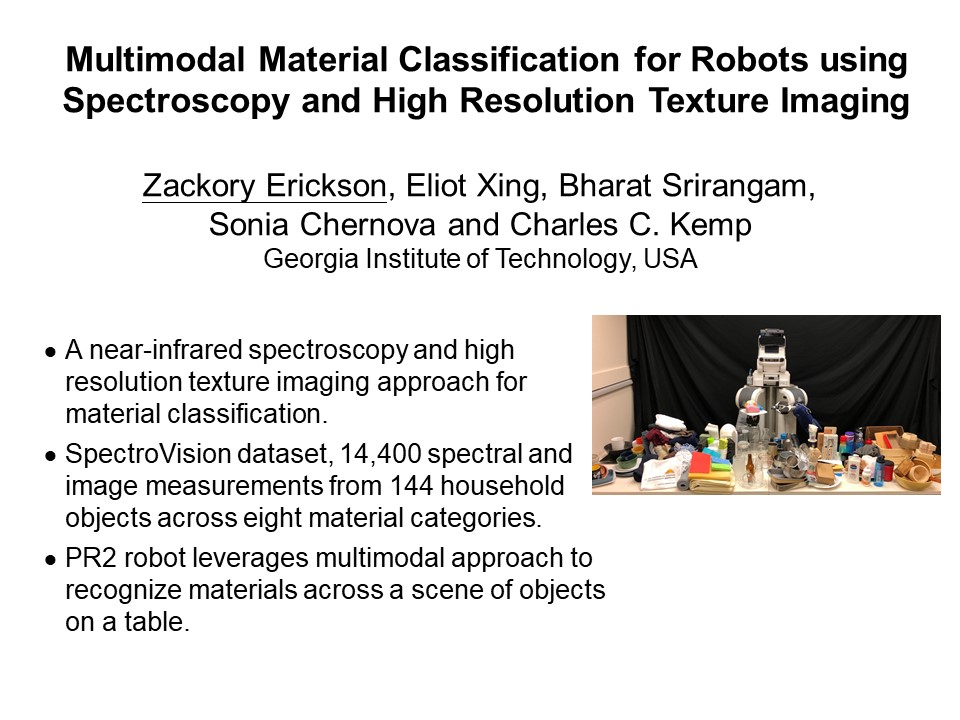 Multimodal Material Classification for Robots using
Spectroscopy and High Resolution Texture Imaging
Zackory Erickson, Eliot Xing, Bharat Srirangam,
Sonia Chernova and Charles C. Kemp
Georgia Institute of Technology, USA
● A near-infrared spectroscopy and high
resolution texture imaging approach for
material classification.
● SpectroVision dataset, 14,400 spectral and
image measurements from 144 household
objects across eight material categories.
● PR2 robot leverages multimodal approach to
recognize materials across a scene of objects
on a table.